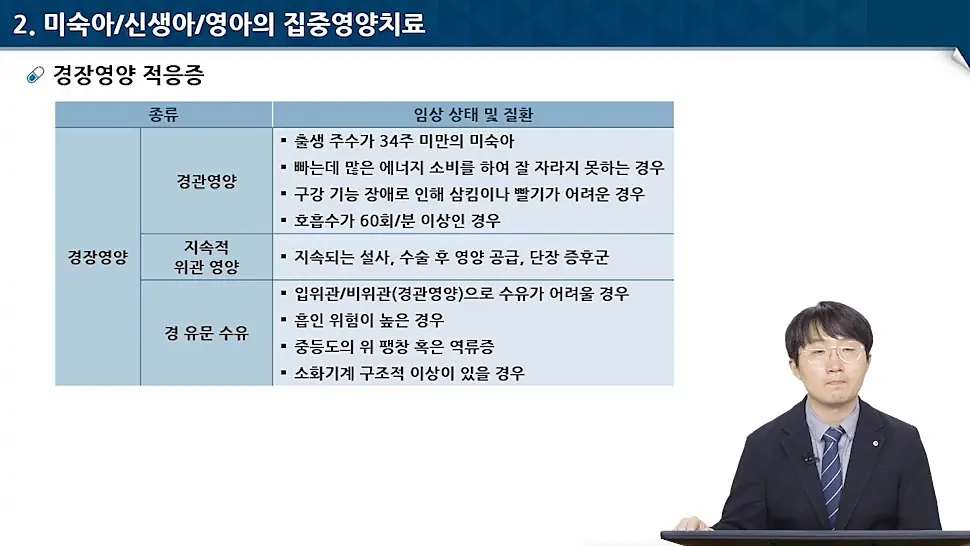 2. 미숙아/신생아/영아의 집중영양치료
경장영양 적응증
종류
임상 상태 및 질환
경장영양
경관영양
▪ 출생 주수가 34주 미만의 미숙아
▪ 빠는데 많은 에너지 소비를 하여 잘 자라지 못하는 경우
▪ 구강 기능 장애로 인해 삼킴이나 빨기가 어려운 경우
▪ 호흡수가 60회/분 이상인 경우
지속적
위관 영양
▪ 지속되는 설사, 수술 후 영양 공급, 단장 증후군
경 유문 수유
▪ 입위관/비위관(경관영양)으로 수유가 어려울 경우
▪ 흡인 위험이 높은 경우
▪ 중등도의 위 팽창 혹은 역류증
▪ 소화기계 구조적 이상이 있을 경우